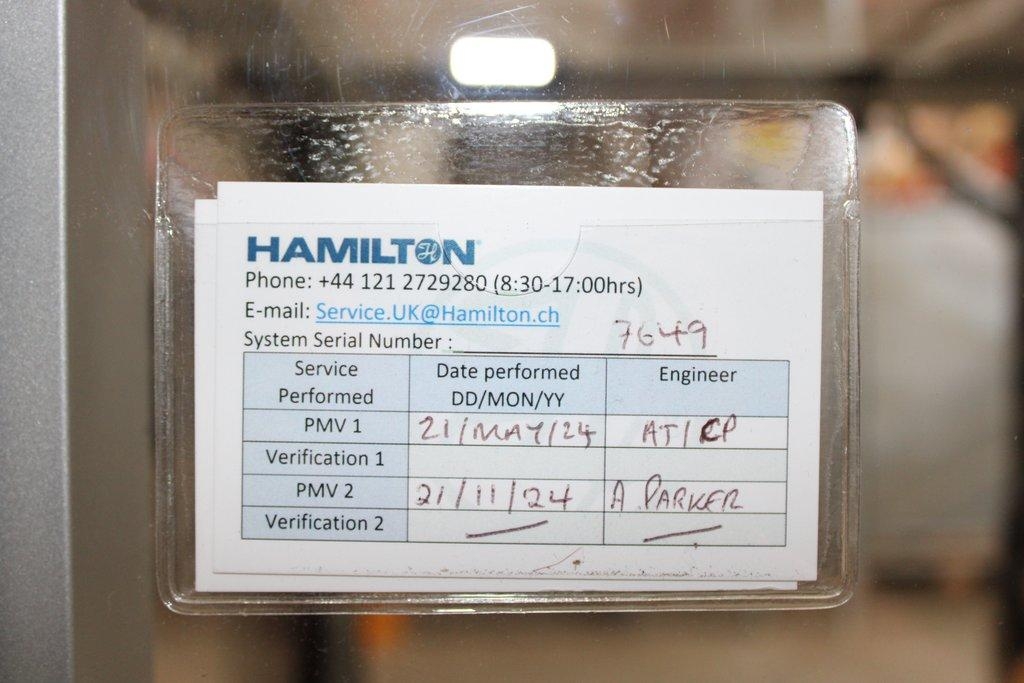 HAMILTON
Phone: +44 121 2729280 (8:30-17:00hrs)
E-mail: Service.UK@Hamilton.ch
System Serial Number : 7649
Service Performed Date performed DD/MON/YY Engineer
PMV 1 21/MAY/24 AT/CP
Verification 1
PMV 2 21/11/24 A.PARKER
Verification 2